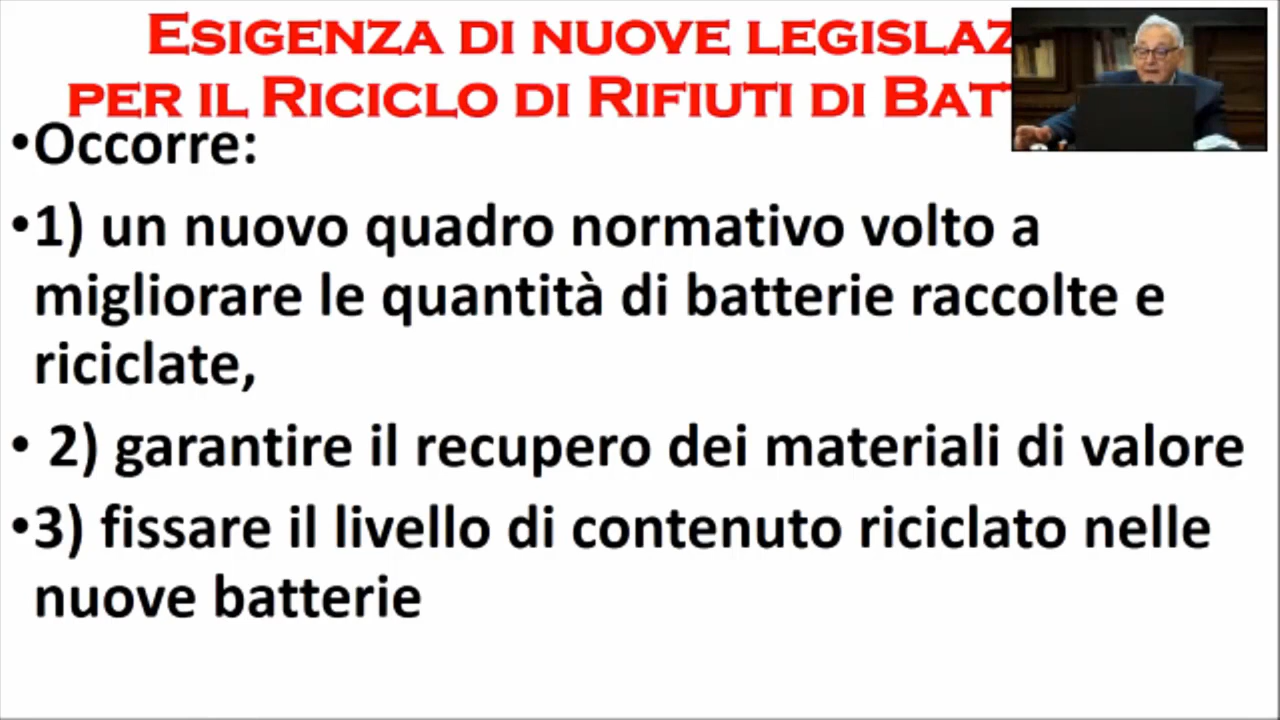 ESIGENZA DI NUOVE
PER IL RICICLO DI RIFIUTI DI
•Occorre:
•1) un nuovo quadro normativo volto a
migliorare le quantità di batterie raccolte e
riciclate,
• 2) garantire il recupero dei materiali di valore
•3) fissare il livello di contenuto riciclato nelle
nuove batterie